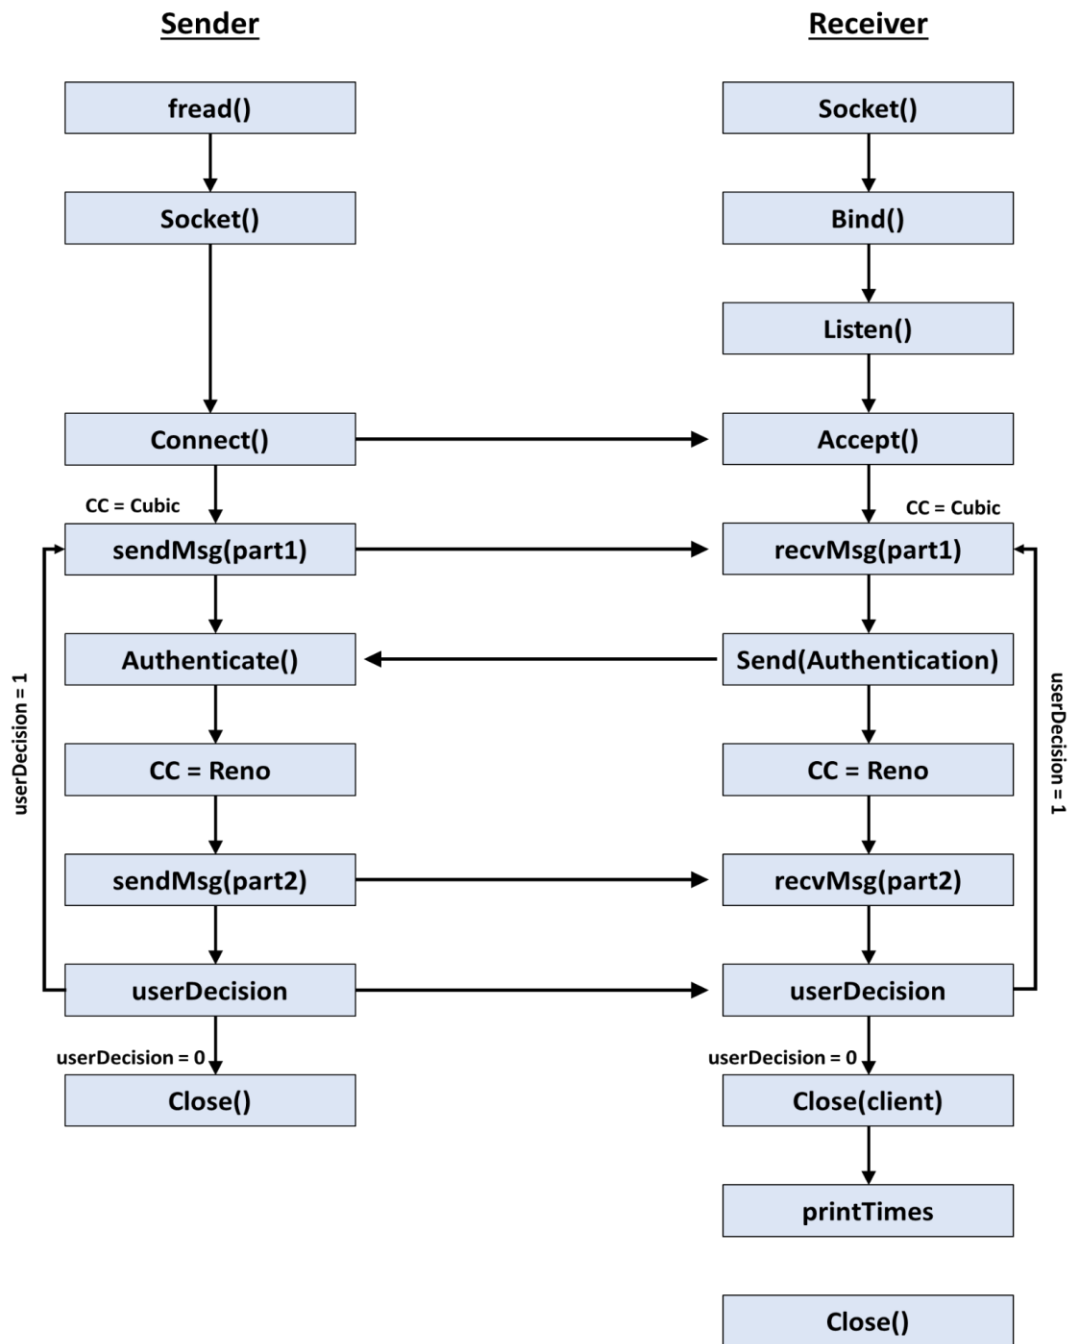 Sender
Receiver
fread()
Socket()
Socket()
Bind()
Listen()
Connect()
Accept()
CC = Cubic
CC = Cubic
sendMsg(part1)
recvMsg(part1)
Authenticate()
Send(Authentication)
userDecision = 1
userDecision = 1
CC = Reno
CC = Reno
sendMsg(part2)
recvMsg(part2)
userDecision
userDecision
userDecision = 0
userDecision = 0
Close()
Close(client)
printTimes
Close()